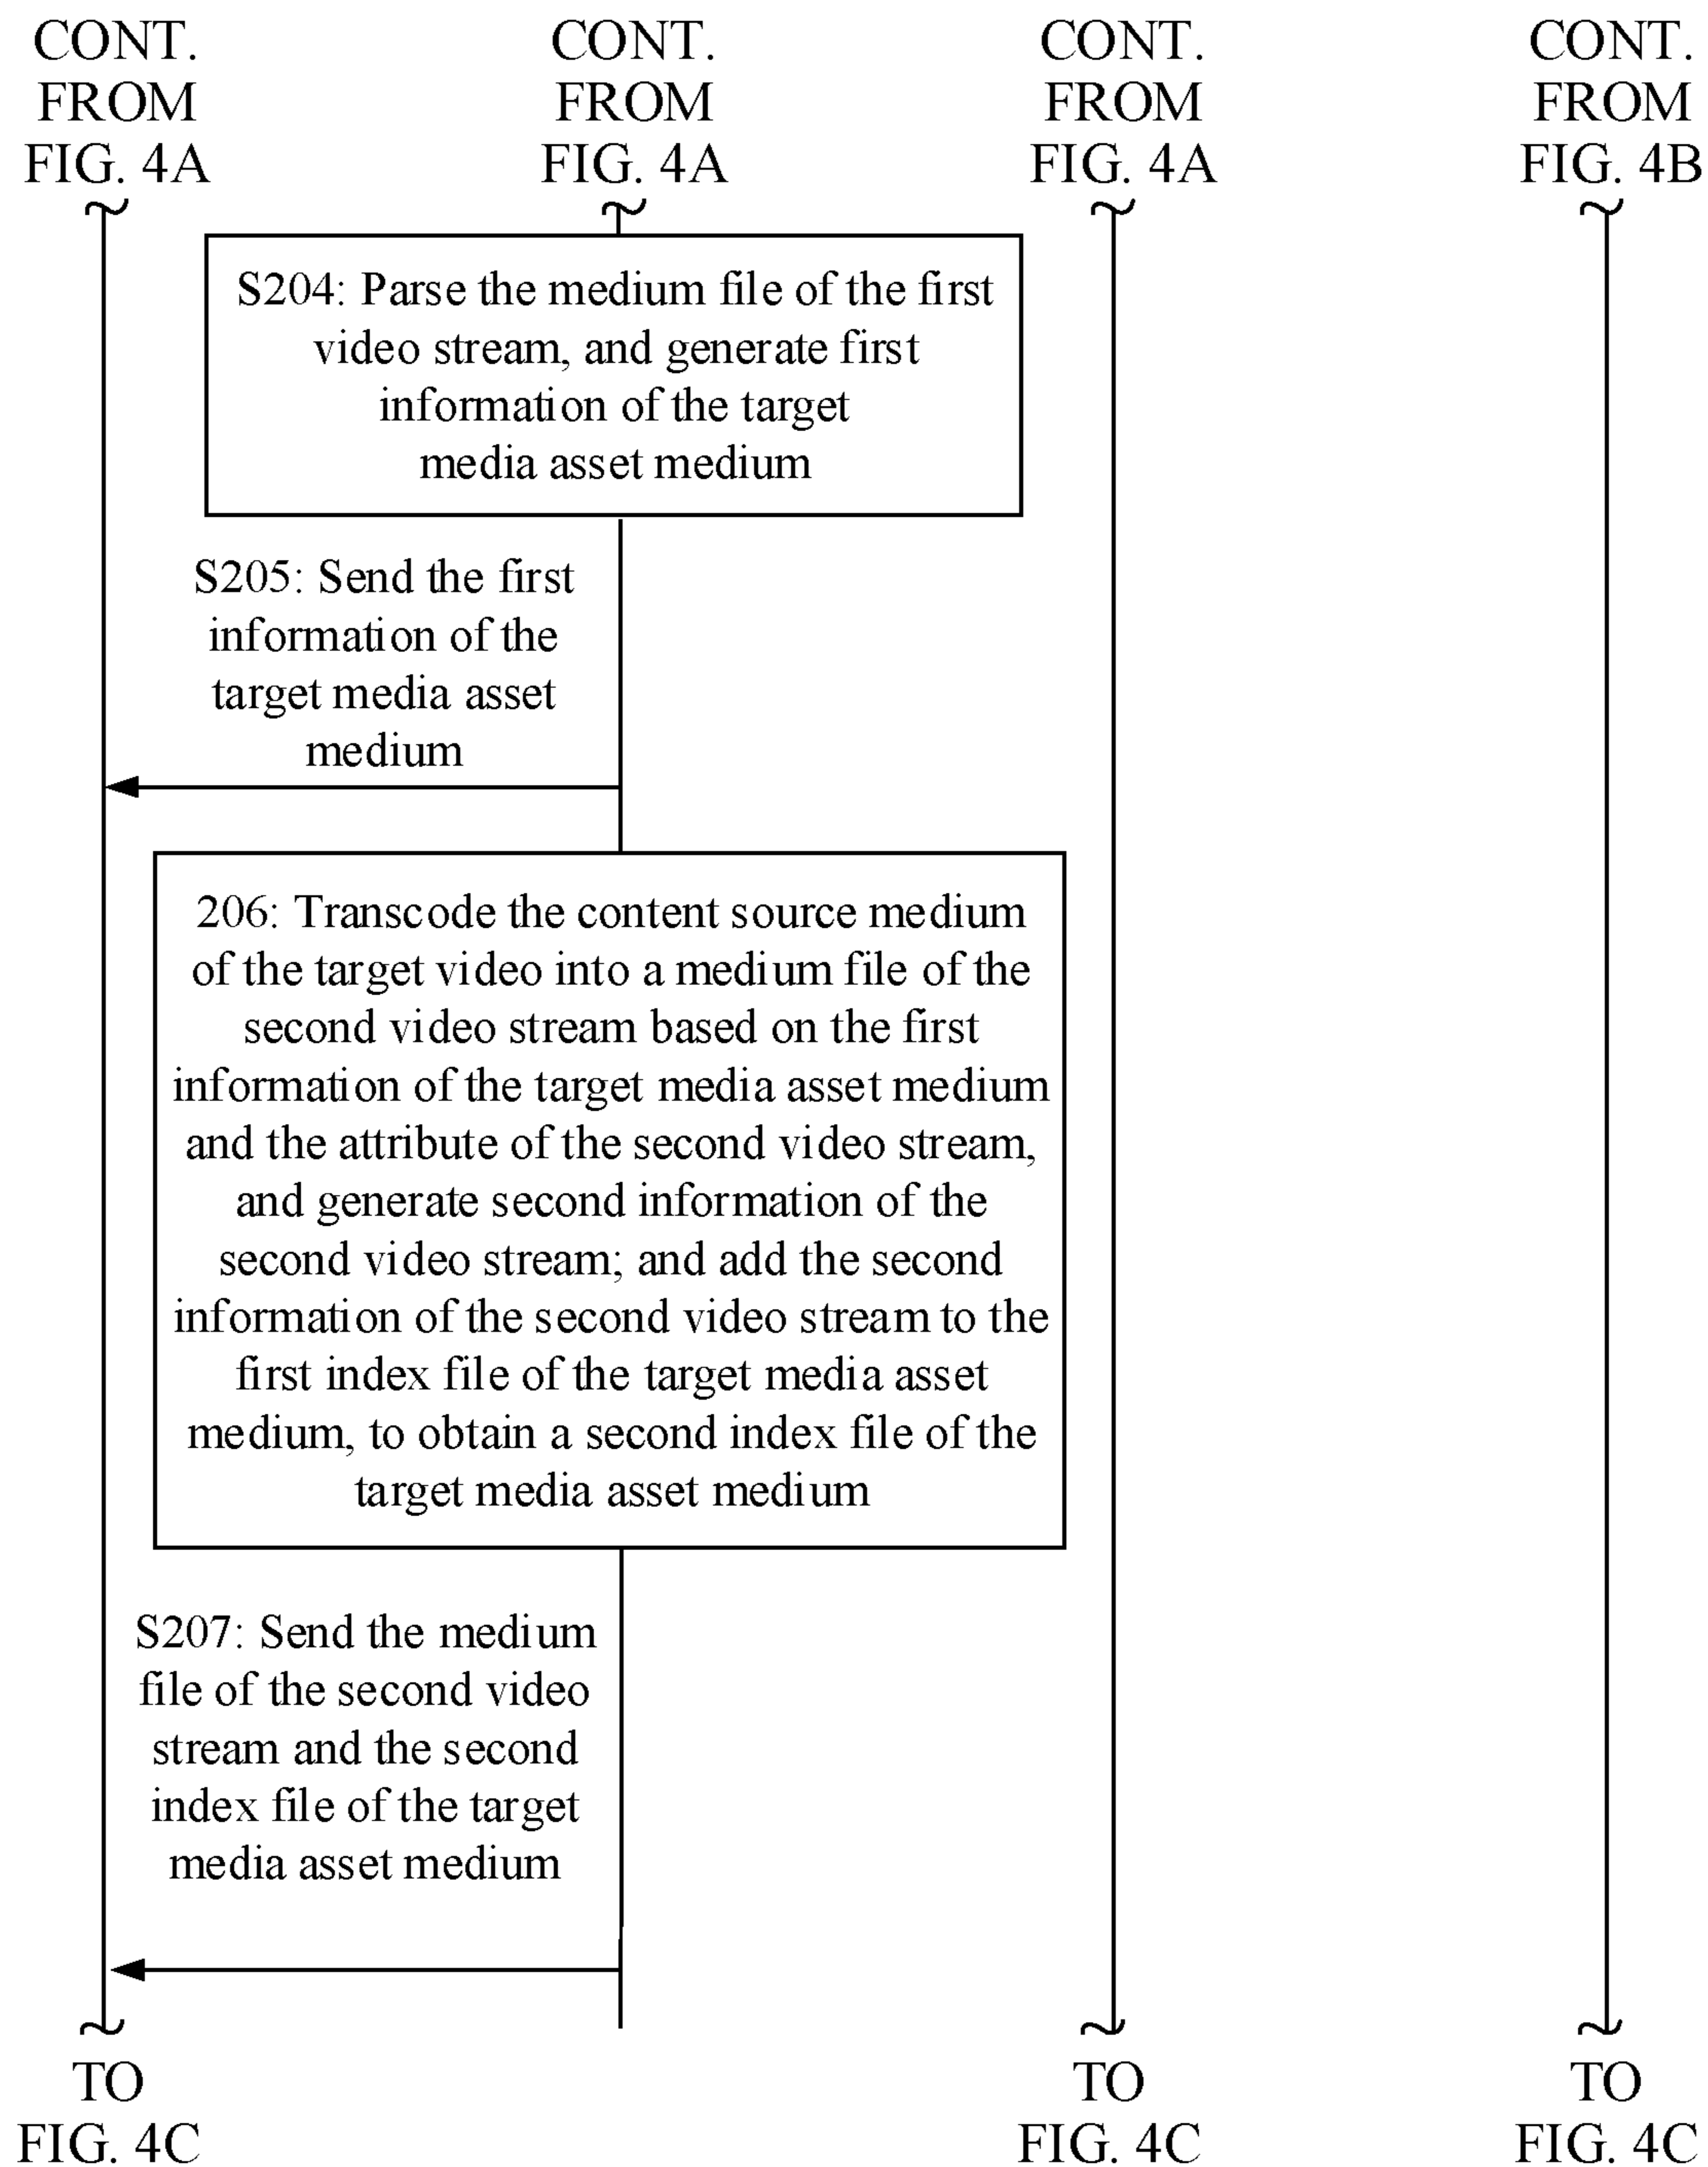 CONT.
FROM
FIG. 4A
CONT.
FROM
FIG. 4A
CONT.
FROM
FIG. 4A
CONT.
FROM
FIG. 4B
S204: Parse the medium file of the first
video stream, and generate first
information of the target
media asset medium
S205: Send the first
information of the
target media asset
medium
206: Transcode the content source medium
of the target video into a medium file of the
second video stream based on the first
information of the target media asset medium
and the attribute of the second video stream,
and generate second information of the
second video stream; and add the second
information of the second video stream to the
first index file of the target media asset
medium, to obtain a second index file of the
target media asset medium
S207: Send the medium
file of the second video
stream and the second
index file of the target
media asset medium
TO
FIG. 4C
TO
FIG. 4C
TO
FIG. 4C